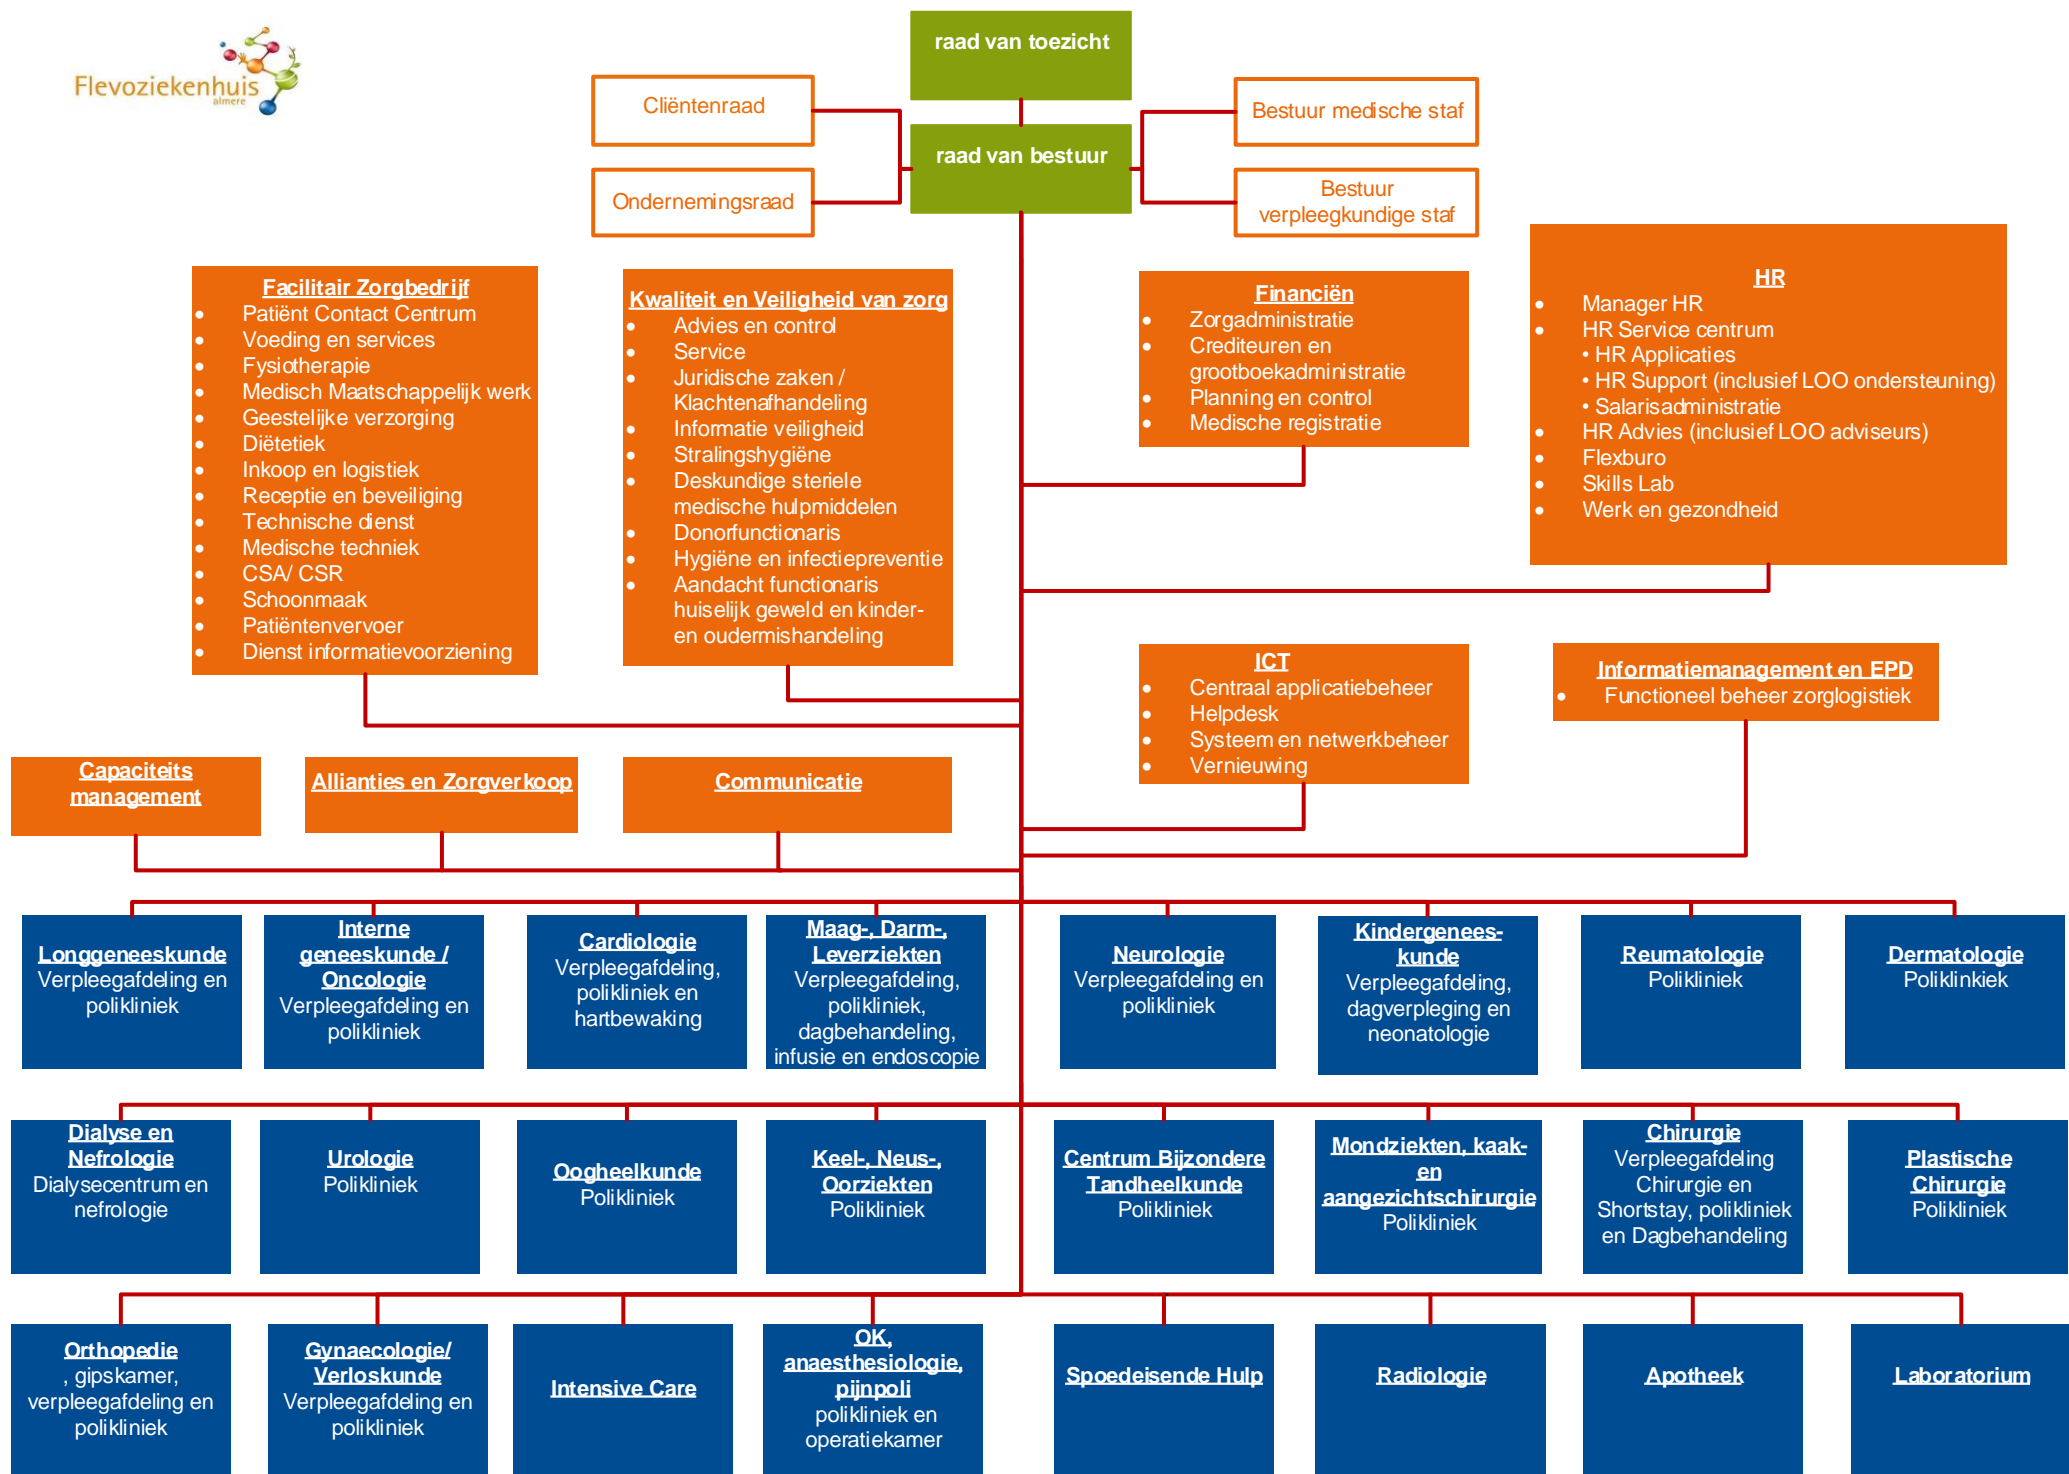 Flevoziekenhuis
almere
raad van toezicht
Cliëntenraad
Bestuur medische staf
raad van bestuur
Ondernemingsraad
Bestuur
verpleegkundige staf
Facilitair Zorgbedrijf
Patiënt Contact Centrum
Voeding en services
Fysiotherapie
Medisch Maatschappelijk werk
Geestelijke verzorging
Diëtetiek
Inkoop en logistiek
Receptie en beveiliging
Technische dienst
Medische techniek
CSA/ CSR
Schoonmaak
Patiëntenvervoer
Dienst informatievoorziening
Kwaliteit en Veiligheid van zorg
Advies en control
Service
Juridische zaken /
Klachtenafhandeling
Informatie veiligheid
Stralingshygiëne
Deskundige steriele
medische hulpmiddelen
Donorfunctionaris
Hygiëne en infectiepreventie
Aandacht functionaris
huiselijk geweld en kinder-
en oudermishandeling
Financiën
Zorgadministratie
Crediteuren en
grootboekadministratie
Planning en control
Medische registratie
HR
Manager HR
HR Service centrum
• HR Applicaties
• HR Support (inclusief LOO ondersteuning)
• Salarisadministratie
HR Advies (inclusief LOO adviseurs)
Flexburo
Skills Lab
Werk en gezondheid
ICT
Centraal applicatiebeheer
Helpdesk
Systeem en netwerkbeheer
Vernieuwing
Informatiemanagement en EPD
Functioneel beheer zorglogistiek
Capaciteits
management
Allianties en Zorgverkoop
Communicatie
Longgeneeskunde
Verpleegafdeling en
polikliniek
Interne
geneeskunde /
Oncologie
Verpleegafdeling en
polikliniek
Cardiologie
Verpleegafdeling,
polikliniek en
hartbewaking
Maag-, Darm-,
Leverziekten
Verpleegafdeling,
polikliniek,
dagbehandeling,
infusie en endoscopie
Neurologie
Verpleegafdeling en
polikliniek
Kindergenees-
kunde
Verpleegafdeling,
dagverpleging en
neonatologie
Reumatologie
Polikliniek
Dermatologie
Poliklinkiek
Dialyse en
Nefrologie
Dialysecentrum en
nefrologie
Urologie
Polikliniek
Oogheelkunde
Polikliniek
Keel-, Neus-,
Oorziekten
Polikliniek
Centrum Bijzondere
Tandheelkunde
Polikliniek
Mondziekten, kaak-
en
aangezichtschirurgie
Polikliniek
Chirurgie
Verpleegafdeling
Chirurgie en
Shortstay, polikliniek
en Dagbehandeling
Plastische
Chirurgie
Polikliniek
Orthopedie
, gipskamer,
verpleegafdeling en
polikliniek
Gynaecologie/
Verloskunde
Verpleegafdeling en
polikliniek
Intensive Care
OK,
anaesthesiologie,
pijnpoli
polikliniek en
operatiekamer
Spoedeisende Hulp
Radiologie
Apotheek
Laboratorium